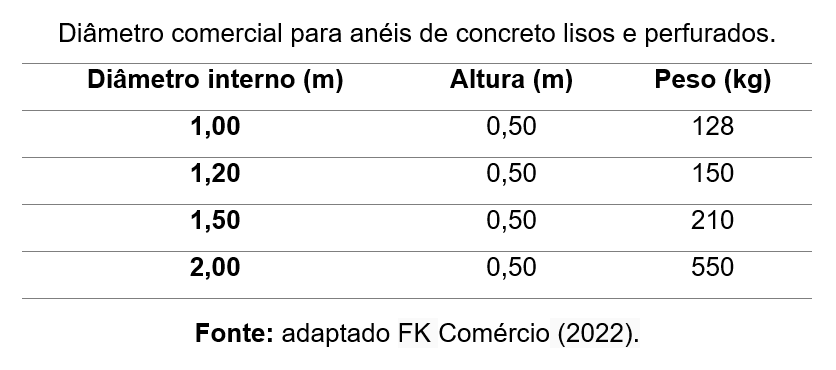 Diâmetro comercial para anéis de concreto lisos e perfurados.
Diâmetro interno (m) Altura (m) Peso (kg)
1,00 0,50 128
1,20 0,50 150
1,50 0,50 210
2,00 0,50 550
Fonte: adaptado FK Comércio (2022).